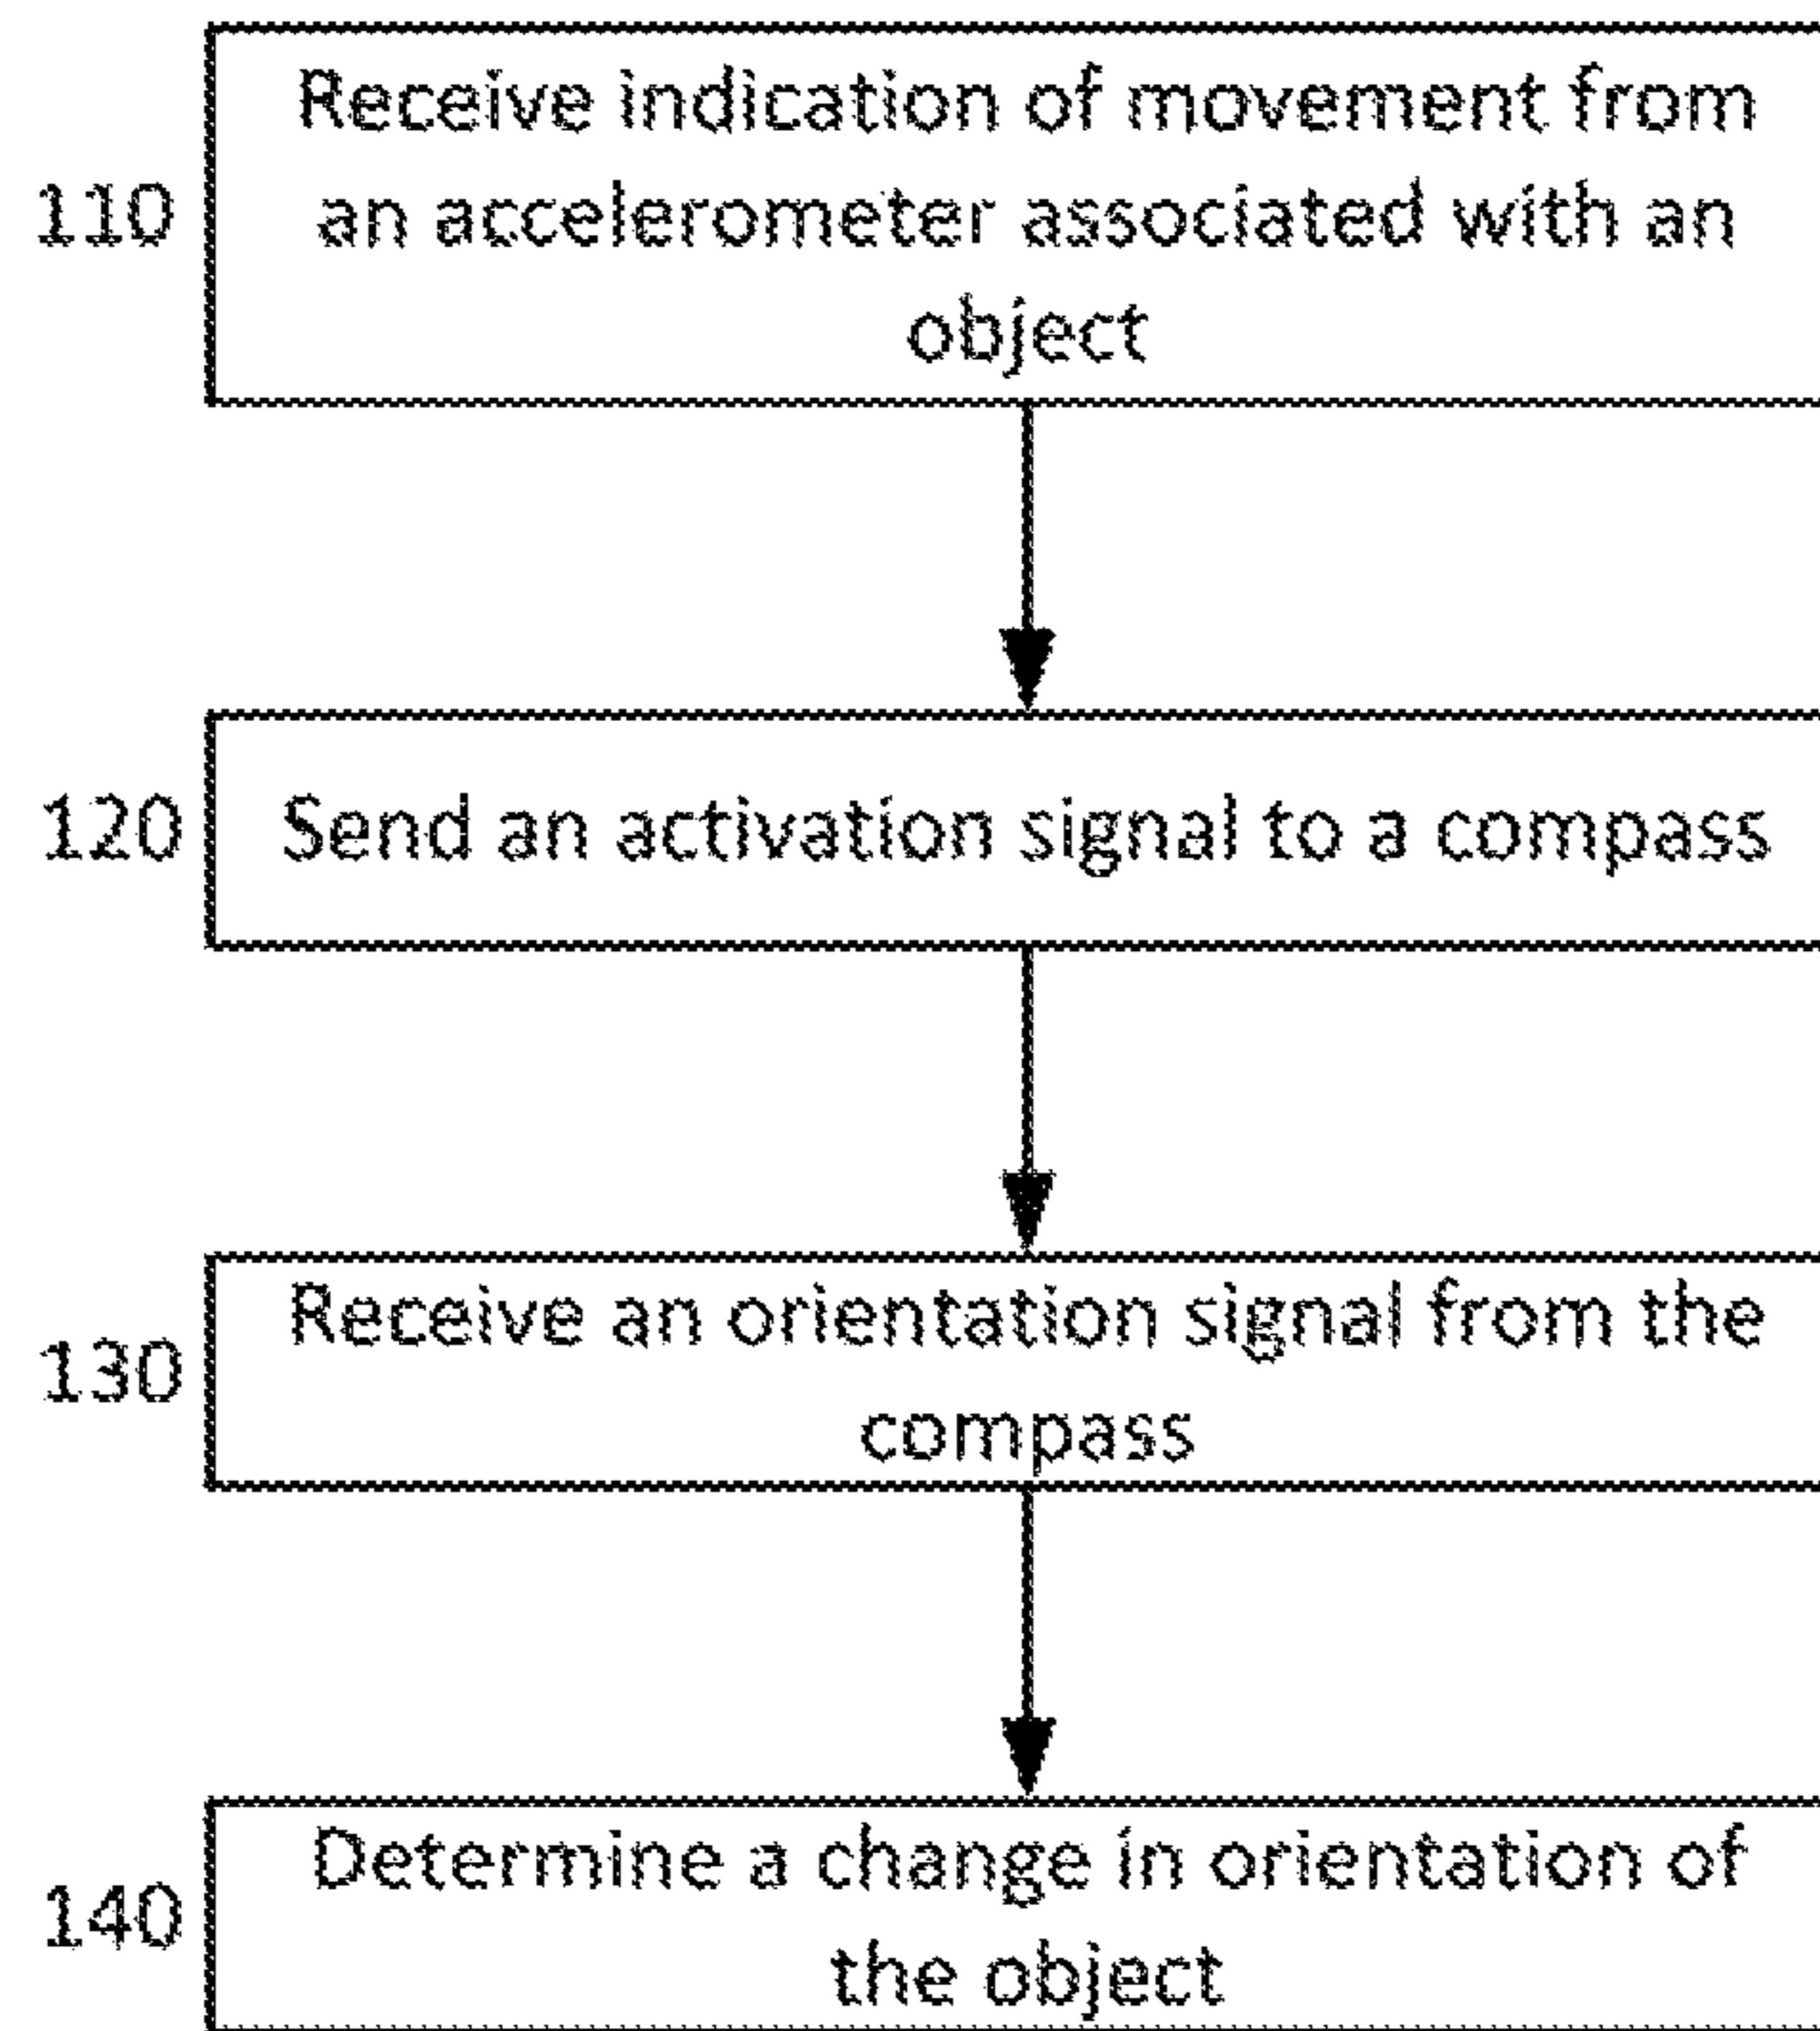 Receive indication of movement from
110 an accelerometer associated with an
object
120 Send an activation signal to a compass
Receive an orientation signal from the
130
compass
Determine a change in orientation of
140
the object